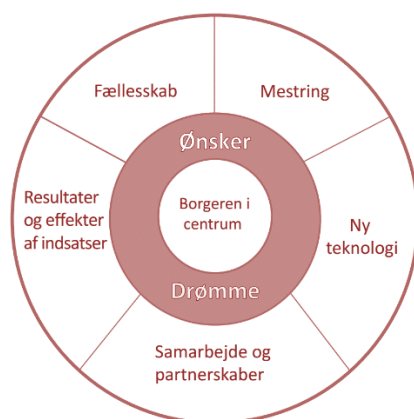 Fællesskab
Mestring
Ønsker
Resultater
og effekter
af indsatser
Borgeren i
centrum
Ny
teknologi
Drømme
Samarbejde og
partnerskaber